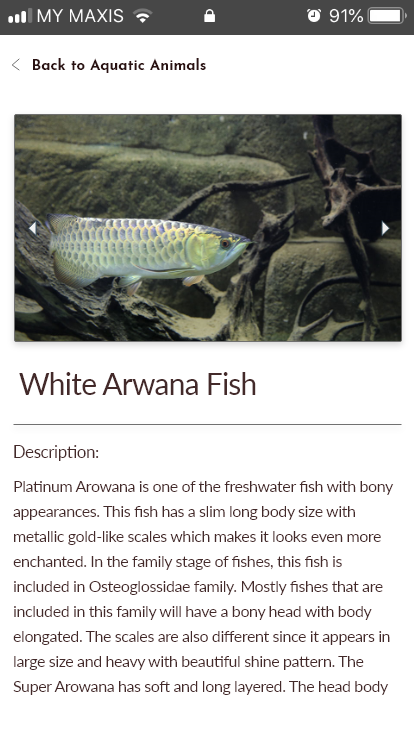 MY MAXIS 91%
Back to Aquatic Animals
White Arwana Fish
Description:
Platinum Arowana is one of the freshwater fish with bony
appearances. This fish has a slim long body size with
metallic gold-like scales which makes it looks even more
enchanted. In the family stage of fishes, this fish is
included in Osteoglossidae family. Mostly fishes that are
included in this family will have a bony head with body
elongated. The scales are also different since it appears in
large size and heavy with beautiful shine pattern. The
Super Arowana has soft and long layered. The head body